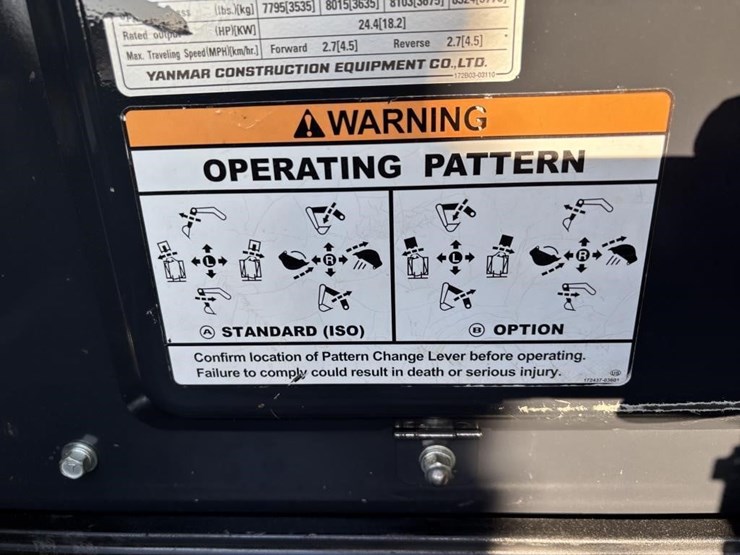 (lbs.)[kg] 7795[3535] 8015[3635]
Rated output (HP)[KW] 24.4[18.2]
Max. Traveling Speed(MPH)[km/hr.] Forward 2.7[4.5] Reverse 2.7[4.5]
YANMAR CONSTRUCTION EQUIPMENT CO.,LTD.
172B03-03110
WARNING
OPERATING PATTERN
L R L R
A STANDARD (ISO) B OPTION
Confirm location of Pattern Change Lever before operating.
Failure to comply could result in death or serious injury.
US